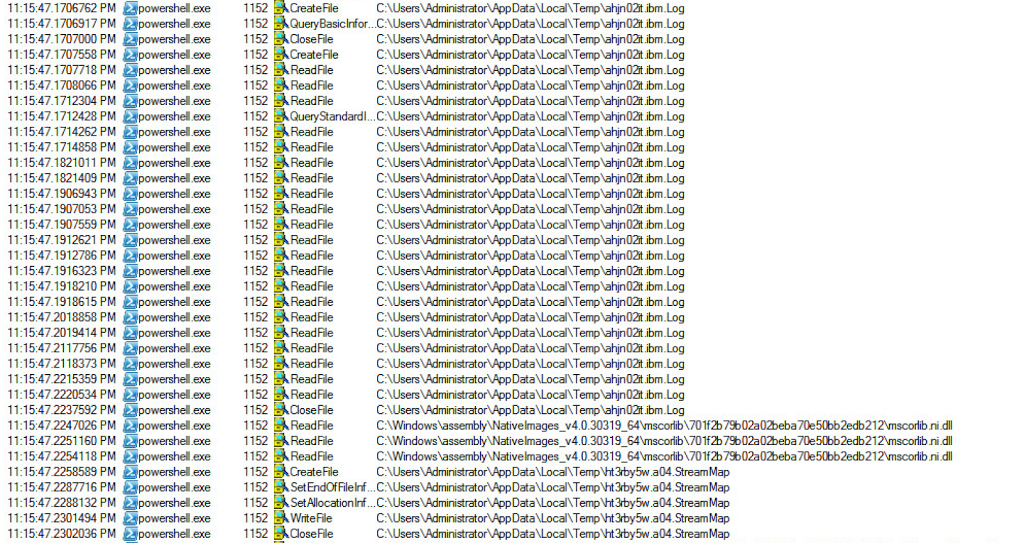 11:15:47.1706762 PM powershell.exe 1152 CreateFile C:\Users\Administrator\AppData\Local\Temp\ahjn02it.ibm.Log
11:15:47.1706917 PM powershell.exe 1152 QueryBasicInfor... C:\Users\Administrator\AppData\Local\Temp\ahjn02it.ibm.Log
11:15:47.1707000 PM powershell.exe 1152 CloseFile C:\Users\Administrator\AppData\Local\Temp\ahjn02it.ibm.Log
11:15:47.1707558 PM powershell.exe 1152 CreateFile C:\Users\Administrator\AppData\Local\Temp\ahjn02it.ibm.Log
11:15:47.1707718 PM powershell.exe 1152 ReadFile C:\Users\Administrator\AppData\Local\Temp\ahjn02it.ibm.Log
11:15:47.1708066 PM powershell.exe 1152 ReadFile C:\Users\Administrator\AppData\Local\Temp\ahjn02it.ibm.Log
11:15:47.1712304 PM powershell.exe 1152 ReadFile C:\Users\Administrator\AppData\Local\Temp\ahjn02it.ibm.Log
11:15:47.1712428 PM powershell.exe 1152 QueryStandardI... C:\Users\Administrator\AppData\Local\Temp\ahjn02it.ibm.Log
11:15:47.1714262 PM powershell.exe 1152 ReadFile C:\Users\Administrator\AppData\Local\Temp\ahjn02it.ibm.Log
11:15:47.1714858 PM powershell.exe 1152 ReadFile C:\Users\Administrator\AppData\Local\Temp\ahjn02it.ibm.Log
11:15:47.1821011 PM powershell.exe 1152 ReadFile C:\Users\Administrator\AppData\Local\Temp\ahjn02it.ibm.Log
11:15:47.1821409 PM powershell.exe 1152 ReadFile C:\Users\Administrator\AppData\Local\Temp\ahjn02it.ibm.Log
11:15:47.1906943 PM powershell.exe 1152 ReadFile C:\Users\Administrator\AppData\Local\Temp\ahjn02it.ibm.Log
11:15:47.1907053 PM powershell.exe 1152 ReadFile C:\Users\Administrator\AppData\Local\Temp\ahjn02it.ibm.Log
11:15:47.1907559 PM powershell.exe 1152 ReadFile C:\Users\Administrator\AppData\Local\Temp\ahjn02it.ibm.Log
11:15:47.1912621 PM powershell.exe 1152 ReadFile C:\Users\Administrator\AppData\Local\Temp\ahjn02it.ibm.Log
11:15:47.1912786 PM powershell.exe 1152 ReadFile C:\Users\Administrator\AppData\Local\Temp\ahjn02it.ibm.Log
11:15:47.1916323 PM powershell.exe 1152 ReadFile C:\Users\Administrator\AppData\Local\Temp\ahjn02it.ibm.Log
11:15:47.1918210 PM powershell.exe 1152 ReadFile C:\Users\Administrator\AppData\Local\Temp\ahjn02it.ibm.Log
11:15:47.1918615 PM powershell.exe 1152 ReadFile C:\Users\Administrator\AppData\Local\Temp\ahjn02it.ibm.Log
11:15:47.2018858 PM powershell.exe 1152 ReadFile C:\Users\Administrator\AppData\Local\Temp\ahjn02it.ibm.Log
11:15:47.2019414 PM powershell.exe 1152 ReadFile C:\Users\Administrator\AppData\Local\Temp\ahjn02it.ibm.Log
11:15:47.2117756 PM powershell.exe 1152 ReadFile C:\Users\Administrator\AppData\Local\Temp\ahjn02it.ibm.Log
11:15:47.2118373 PM powershell.exe 1152 ReadFile C:\Users\Administrator\AppData\Local\Temp\ahjn02it.ibm.Log
11:15:47.2215359 PM powershell.exe 1152 ReadFile C:\Users\Administrator\AppData\Local\Temp\ahjn02it.ibm.Log
11:15:47.2220534 PM powershell.exe 1152 ReadFile C:\Users\Administrator\AppData\Local\Temp\ahjn02it.ibm.Log
11:15:47.2237592 PM powershell.exe 1152 CloseFile C:\Users\Administrator\AppData\Local\Temp\ahjn02it.ibm.Log
11:15:47.2247026 PM powershell.exe 1152 ReadFile C:\Windows\assembly\NativeImages_v4.0.30319_64\mscorlib\701f2b79b02a02beba70e50bb2edb212\mscorlib.ni.dll
11:15:47.2251160 PM powershell.exe 1152 ReadFile C:\Windows\assembly\NativeImages_v4.0.30319_64\mscorlib\701f2b79b02a02beba70e50bb2edb212\mscorlib.ni.dll
11:15:47.2254118 PM powershell.exe 1152 ReadFile C:\Windows\assembly\NativeImages_v4.0.30319_64\mscorlib\701f2b79b02a02beba70e50bb2edb212\mscorlib.ni.dll
11:15:47.2258589 PM powershell.exe 1152 CreateFile C:\Users\Administrator\AppData\Local\Temp\ht3rby5w.a04.StreamMap
11:15:47.2287716 PM powershell.exe 1152 SetEndOfFileInf... C:\Users\Administrator\AppData\Local\Temp\ht3rby5w.a04.StreamMap
11:15:47.2288132 PM powershell.exe 1152 SetAllocationInf... C:\Users\Administrator\AppData\Local\Temp\ht3rby5w.a04.StreamMap
11:15:47.2301494 PM powershell.exe 1152 WriteFile C:\Users\Administrator\AppData\Local\Temp\ht3rby5w.a04.StreamMap
11:15:47.2302036 PM powershell.exe 1152 CloseFile C:\Users\Administrator\AppData\Local\Temp\ht3rby5w.a04.StreamMap